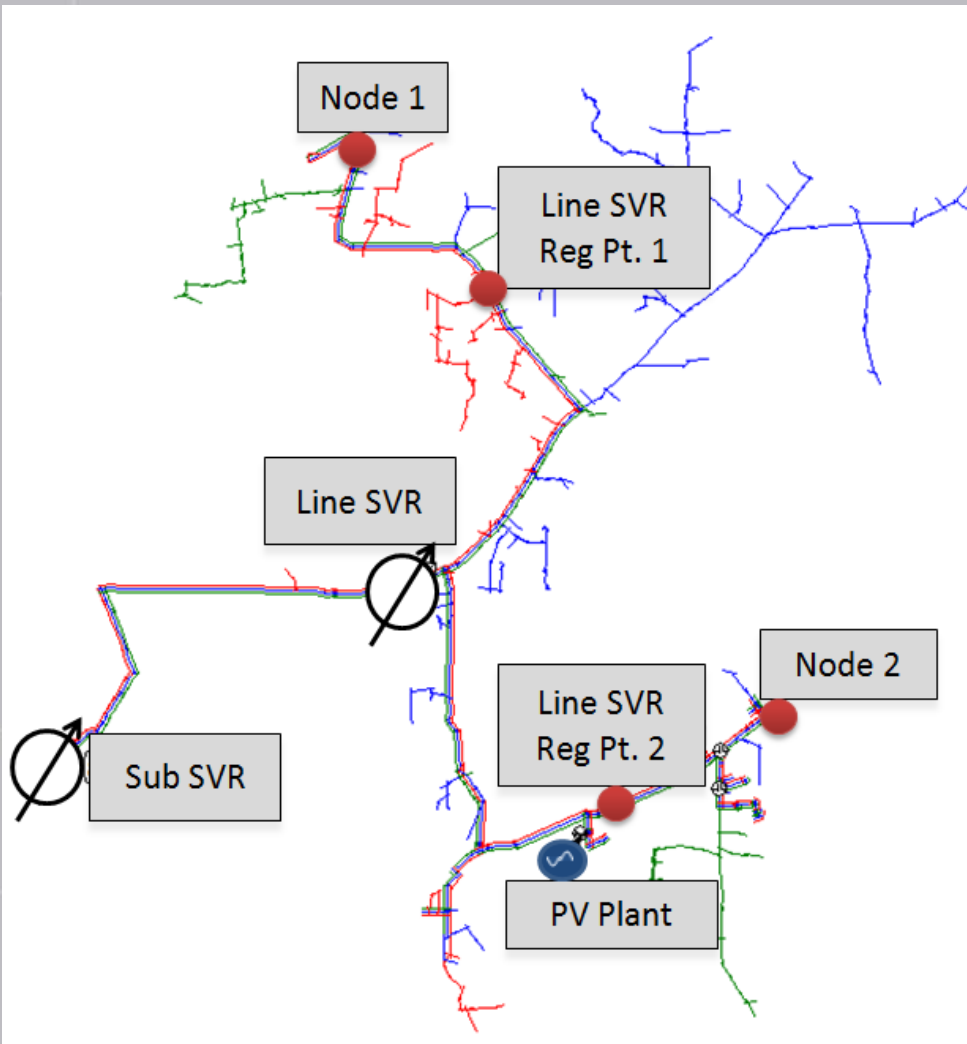 Node 1
Line SVR
Reg Pt. 1
Line SVR
Node 2
Line SVR
Reg Pt. 2
Sub SVR
PV Plant